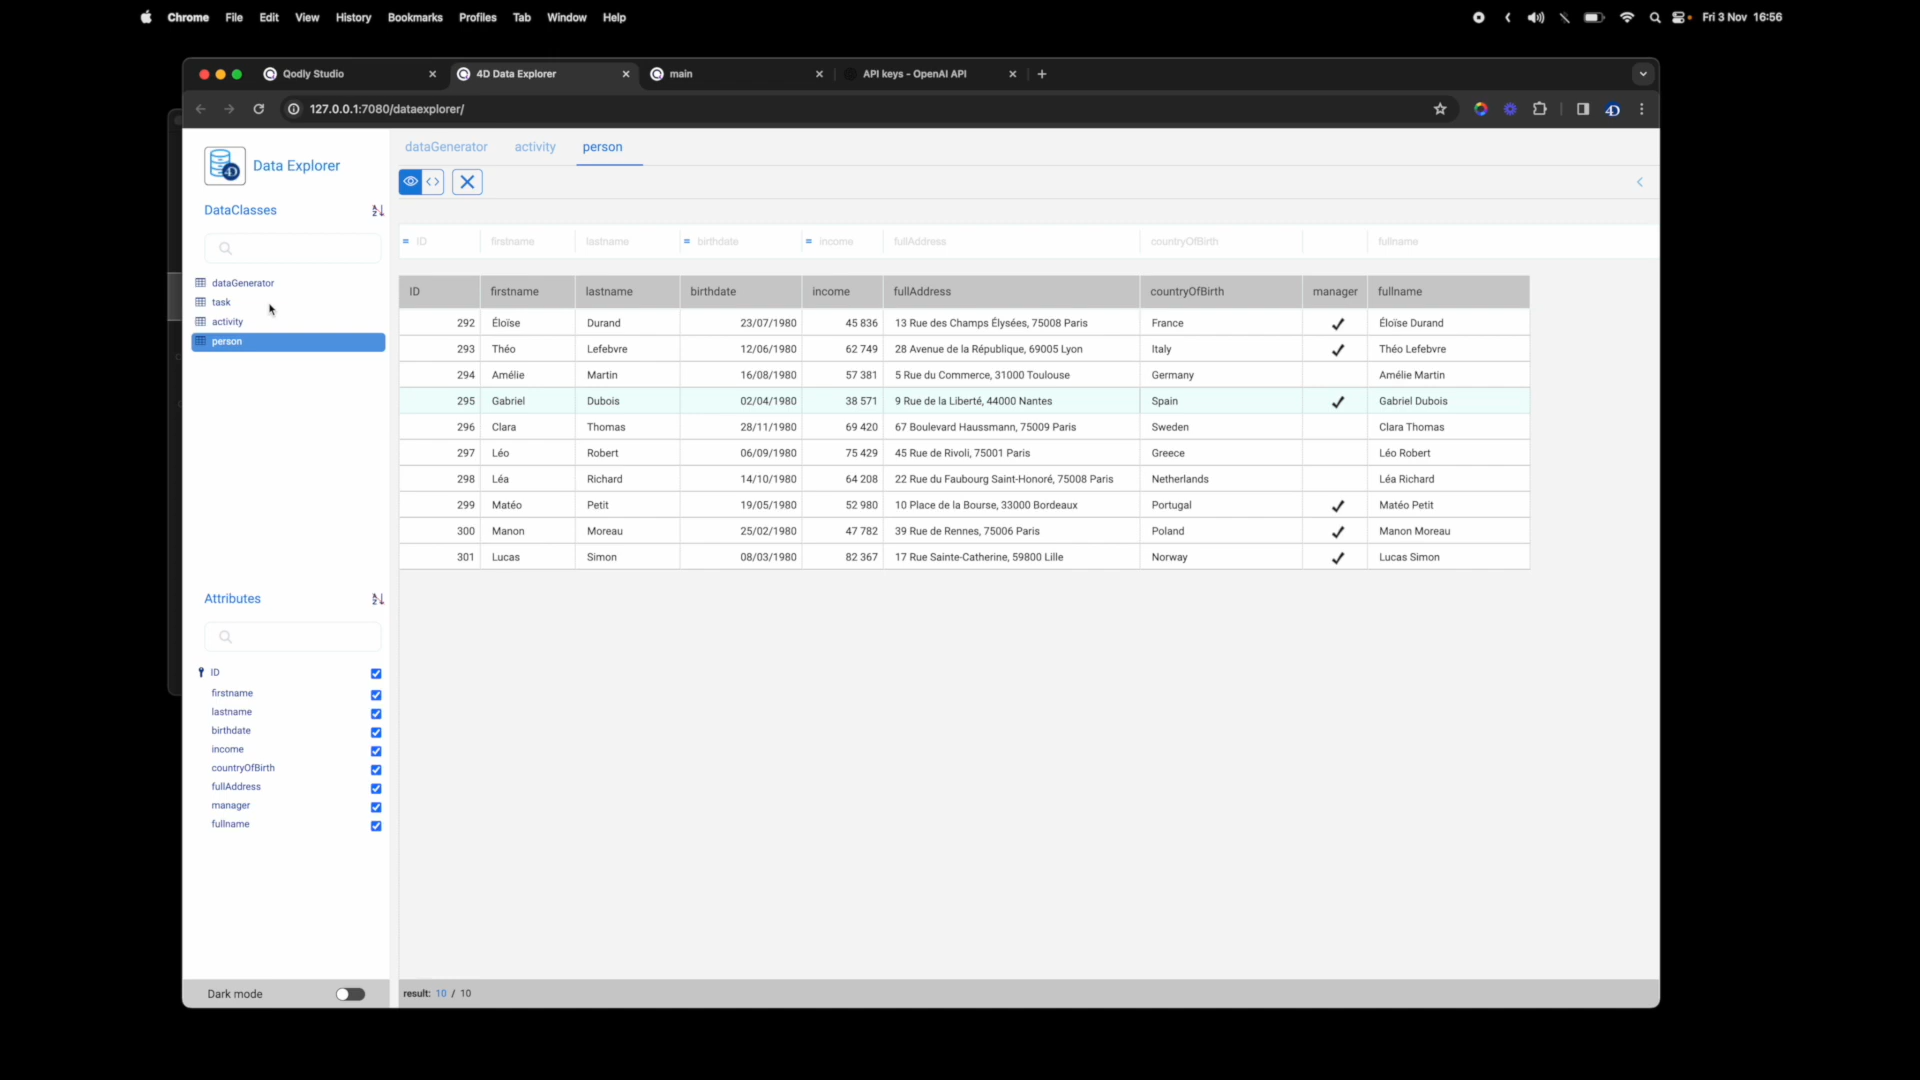 Chrome File Edit View History Bookmarks Profiles Tab Window Help Fri 3 Nov 16:56
Qodly Studio 4D Data Explorer main API keys - OpenAI API
127.0.0.1:7080/dataexplorer/
4D Data Explorer
DataClasses
dataGenerator
task
activity
person
Attributes
ID
firstname
lastname
birthdate
income
countryOfBirth
fullAddress
manager
fullname
Dark mode
dataGenerator activity person
= ID firstname lastname = birthdate = income fullAddress countryOfBirth fullname
ID firstname lastname birthdate income fullAddress countryOfBirth manager fullname
292 Éloïse Durand 23/07/1980 45 836 13 Rue des Champs Élysées, 75008 Paris France Éloïse Durand
293 Théo Lefebvre 12/06/1980 62 749 28 Avenue de la République, 69005 Lyon Italy Théo Lefebvre
294 Amélie Martin 16/08/1980 57 381 5 Rue du Commerce, 31000 Toulouse Germany Amélie Martin
295 Gabriel Dubois 02/04/1980 38 571 9 Rue de la Liberté, 44000 Nantes Spain Gabriel Dubois
296 Clara Thomas 28/11/1980 69 420 67 Boulevard Haussmann, 75009 Paris Sweden Clara Thomas
297 Léo Robert 06/09/1980 75 429 45 Rue de Rivoli, 75001 Paris Greece Léo Robert
298 Léa Richard 14/10/1980 64 208 22 Rue du Faubourg Saint-Honoré, 75008 Paris Netherlands Léa Richard
299 Matéo Petit 19/05/1980 52 980 10 Place de la Bourse, 33000 Bordeaux Portugal Matéo Petit
300 Manon Moreau 25/02/1980 47 782 39 Rue de Rennes, 75006 Paris Poland Manon Moreau
301 Lucas Simon 08/03/1980 82 367 17 Rue Sainte-Catherine, 59800 Lille Norway Lucas Simon
result: 10 / 10